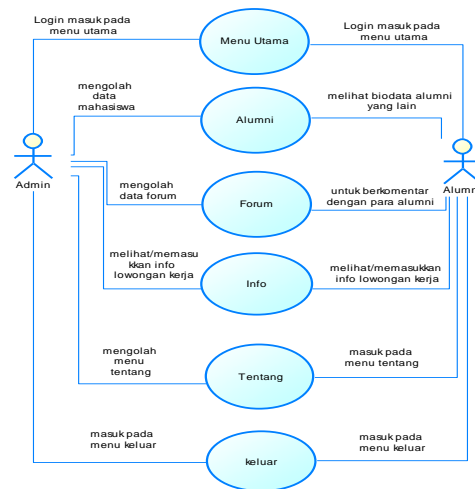 Login masuk pada
menu utama
Menu Utama
Login masuk pada
menu utama
mengolah
data
mahasiswa
Alumni
melihat biodata alumni
yang lain
Admin
Alumn
mengolah
data forum
Forum
untuk berkomentar
dengan para alumni
melihat/memasu
kkan info
lowongan kerja
Info
melihat/memasukkan
info lowongan kerja
mengolah
menu
tentang
Tentang
masuk pada
menu tentang
masuk pada
menu keluar
keluar
masuk pada
menu keluar